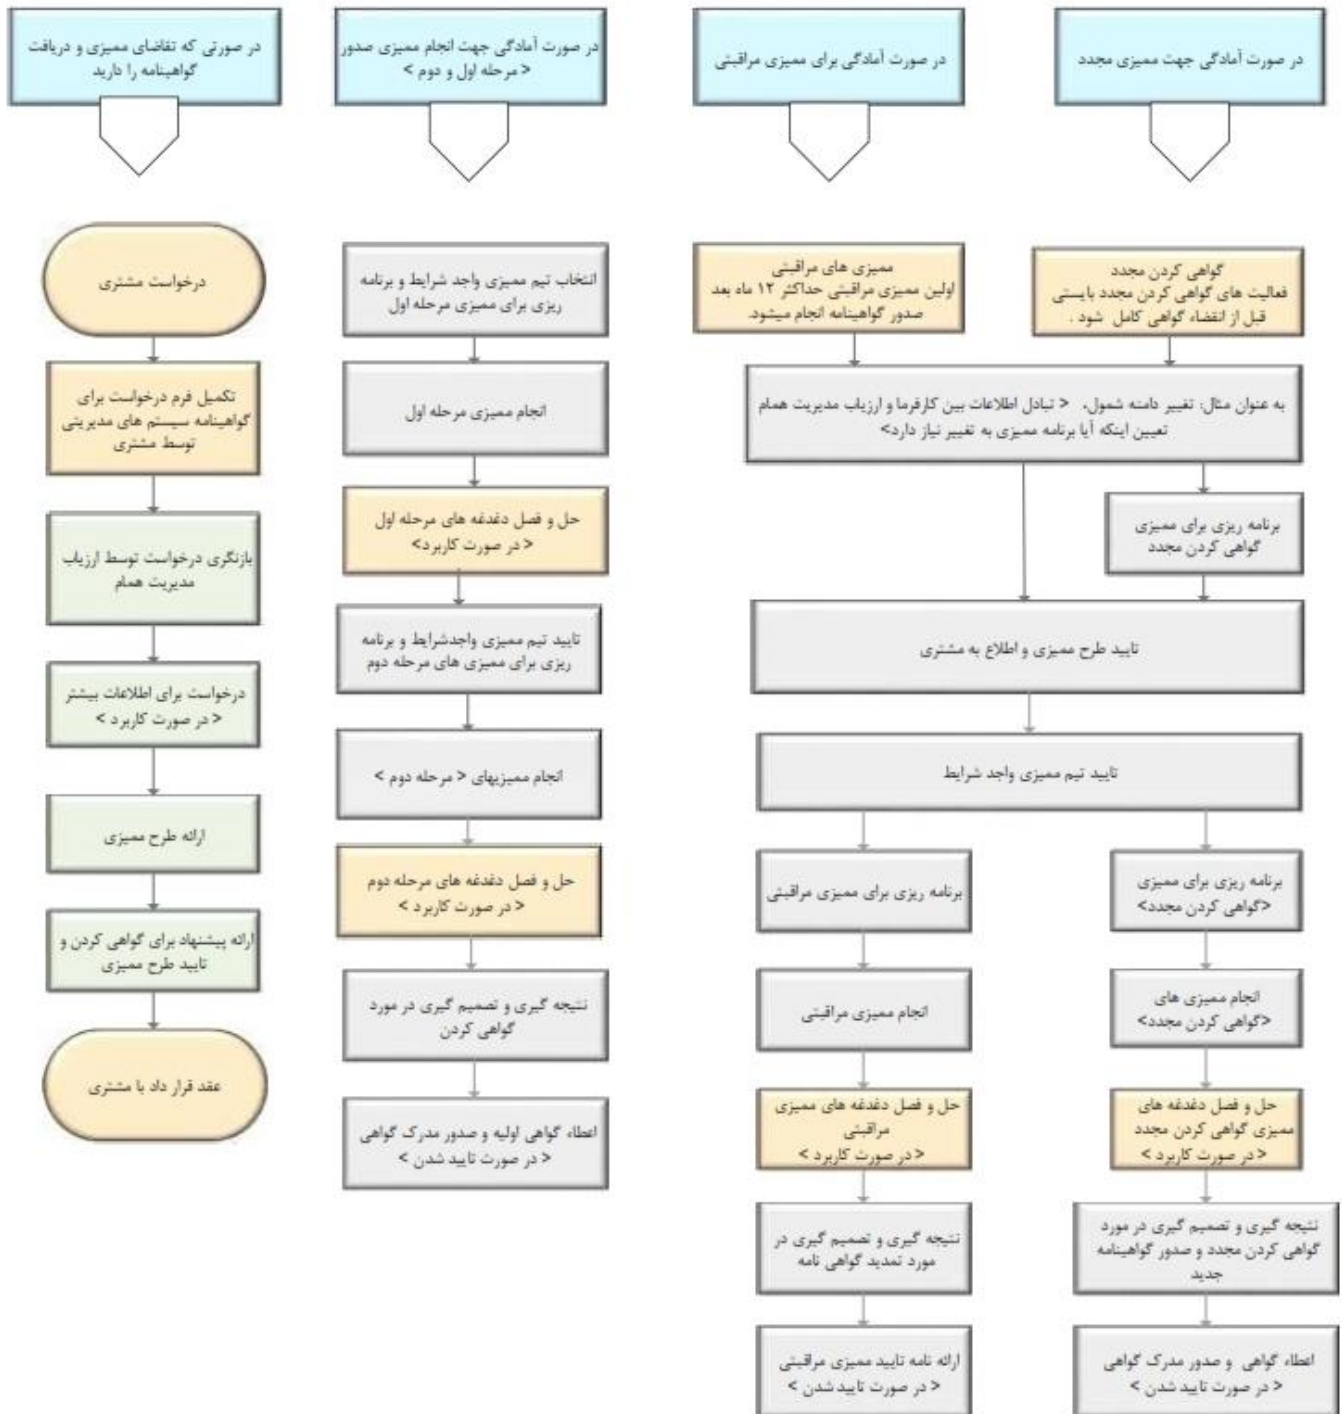 در صورتی که تقاضای ممیزی و دریافت
گواهینامه را دارید
درخواست مشتری
تکمیل فرم درخواست برای
گواهینامه سیستم های مدیریتی
توسط مشتری
بازنگری درخواست توسط ارزیاب
مدیریت همام
درخواست برای اطلاعات بیشتر
< در صورت کاربرد >
ارائه طرح ممیزی
ارائه پیشنهاد برای گواهی کردن و
تایید طرح ممیزی
عقد قرار داد با مشتری
در صورت آمادگی جهت انجام ممیزی صدور
< مرحله اول و دوم >
انتخاب تیم ممیزی واجد شرایط و برنامه
ریزی برای ممیزی مرحله اول
انجام ممیزی مرحله اول
حل و فصل دغدغه های مرحله اول
< در صورت کاربرد>
تایید تیم ممیزی واجدشرایط و برنامه
ریزی برای ممیزی های مرحله دوم
انجام ممیزیهای < مرحله دوم >
حل و فصل دغدغه های مرحله دوم
< در صورت کاربرد >
نتیجه گیری و تصمیم گیری در مورد
گواهی کردن
اعطاء گواهی اولیه و صدور مدرک گواهی
< در صورت تایید شدن >
در صورت آمادگی برای ممیزی مراقبتی
ممیزی های مراقبتی
اولین ممیزی مراقبتی حداکثر ۱۲ ماه بعد
صدور گواهینامه انجام میشود.
در صورت آمادگی جهت ممیزی مجدد
گواهی کردن مجدد
فعالیت های گواهی کردن مجدد بایستی
قبل از انقضاء گواهی کامل شود .
به عنوان مثال: تغییر دامنه شمول، < تبادل اطلاعات بین کارفرما و ارزیاب مدیریت همام
تعیین اینکه آیا برنامه ممیزی به تغییر نیاز دارد>
برنامه ریزی برای ممیزی
گواهی کردن مجدد
تایید طرح ممیزی و اطلاع به مشتری
تایید تیم ممیزی واجد شرایط
برنامه ریزی برای ممیزی مراقبتی
انجام ممیزی مراقبتی
حل و فصل دغدغه های ممیزی
مراقبتی
< در صورت کاربرد >
نتیجه گیری و تصمیم گیری در
مورد تمدید گواهی نامه
ارائه نامه تایید ممیزی مراقبتی
< در صورت تایید شدن >
برنامه ریزی برای ممیزی
<گواهی کردن مجدد>
انجام ممیزی های
<گواهی کردن مجدد>
حل و فصل دغدغه های
ممیزی گواهی کردن مجدد
< در صورت کاربرد >
نتیجه گیری و تصمیم گیری در مورد
گواهی کردن مجدد و صدور گواهینامه
جدید
اعطاء گواهی و صدور مدرک گواهی
< در صورت تایید شدن >